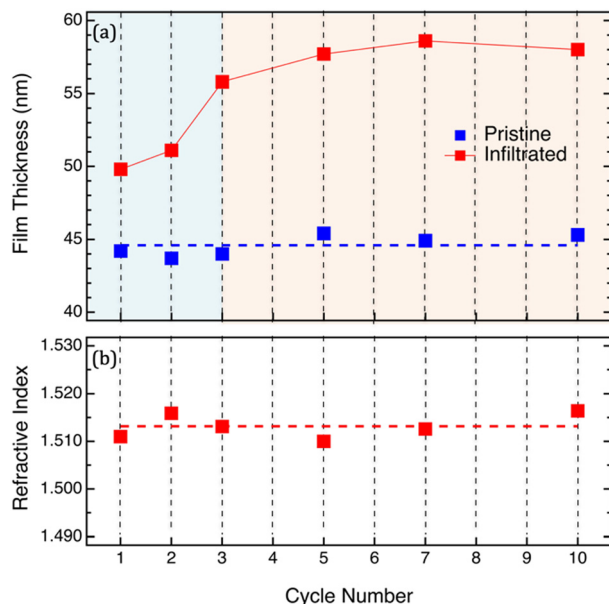 (a)
60
55
50
45
40
Film Thickness (nm)
Pristine
Infiltrated
(b)
1.530
1.520
1.510
1.500
1.490
Refractive Index
1 2 3 4 5 6 7 8 9 10
Cycle Number